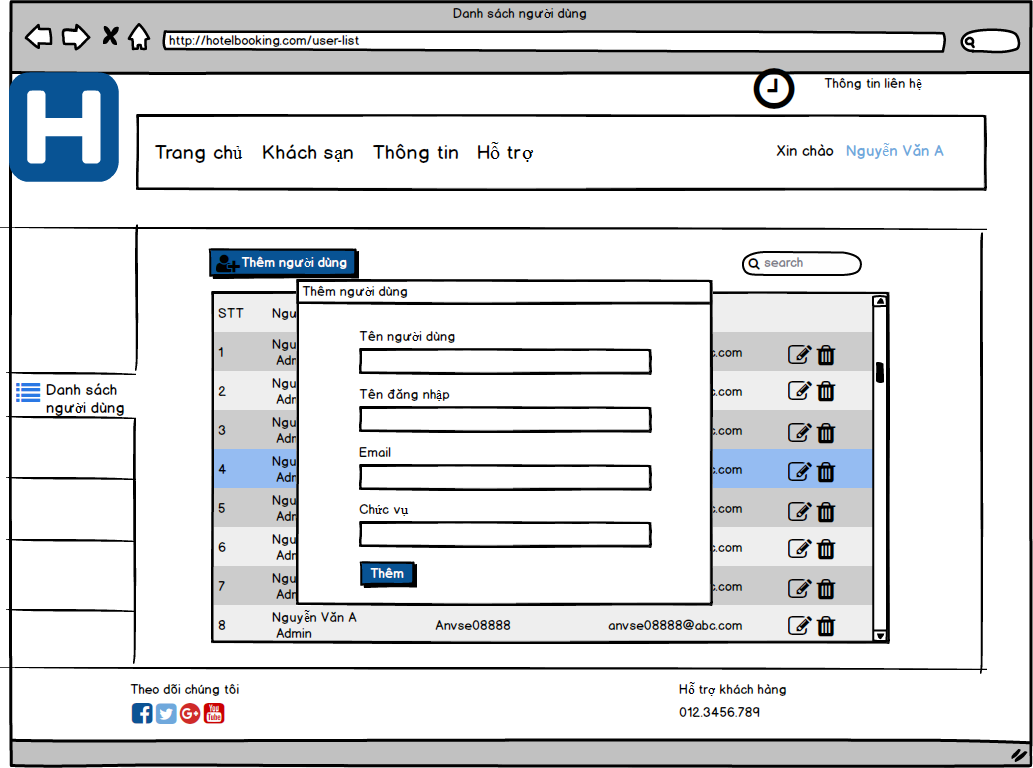 Danh sách người dùng
http://hotelbooking.com/user-list
H
Thông tin liên hệ
Trang chủ Khách sạn Thông tin Hỗ trợ
Xin chào Nguyễn Văn A
Thêm người dùng
search
Danh sách
người dùng
Thêm người dùng
Tên người dùng
Tên đăng nhập
Email
Chức vụ
Thêm
STT
1
2
3
4
5
6
7
8 Nguyễn Văn A Anvse08888 anvse08888@abc.com
Admin
Theo dõi chúng tôi
You
Tube
Hỗ trợ khách hàng
012.3456.789